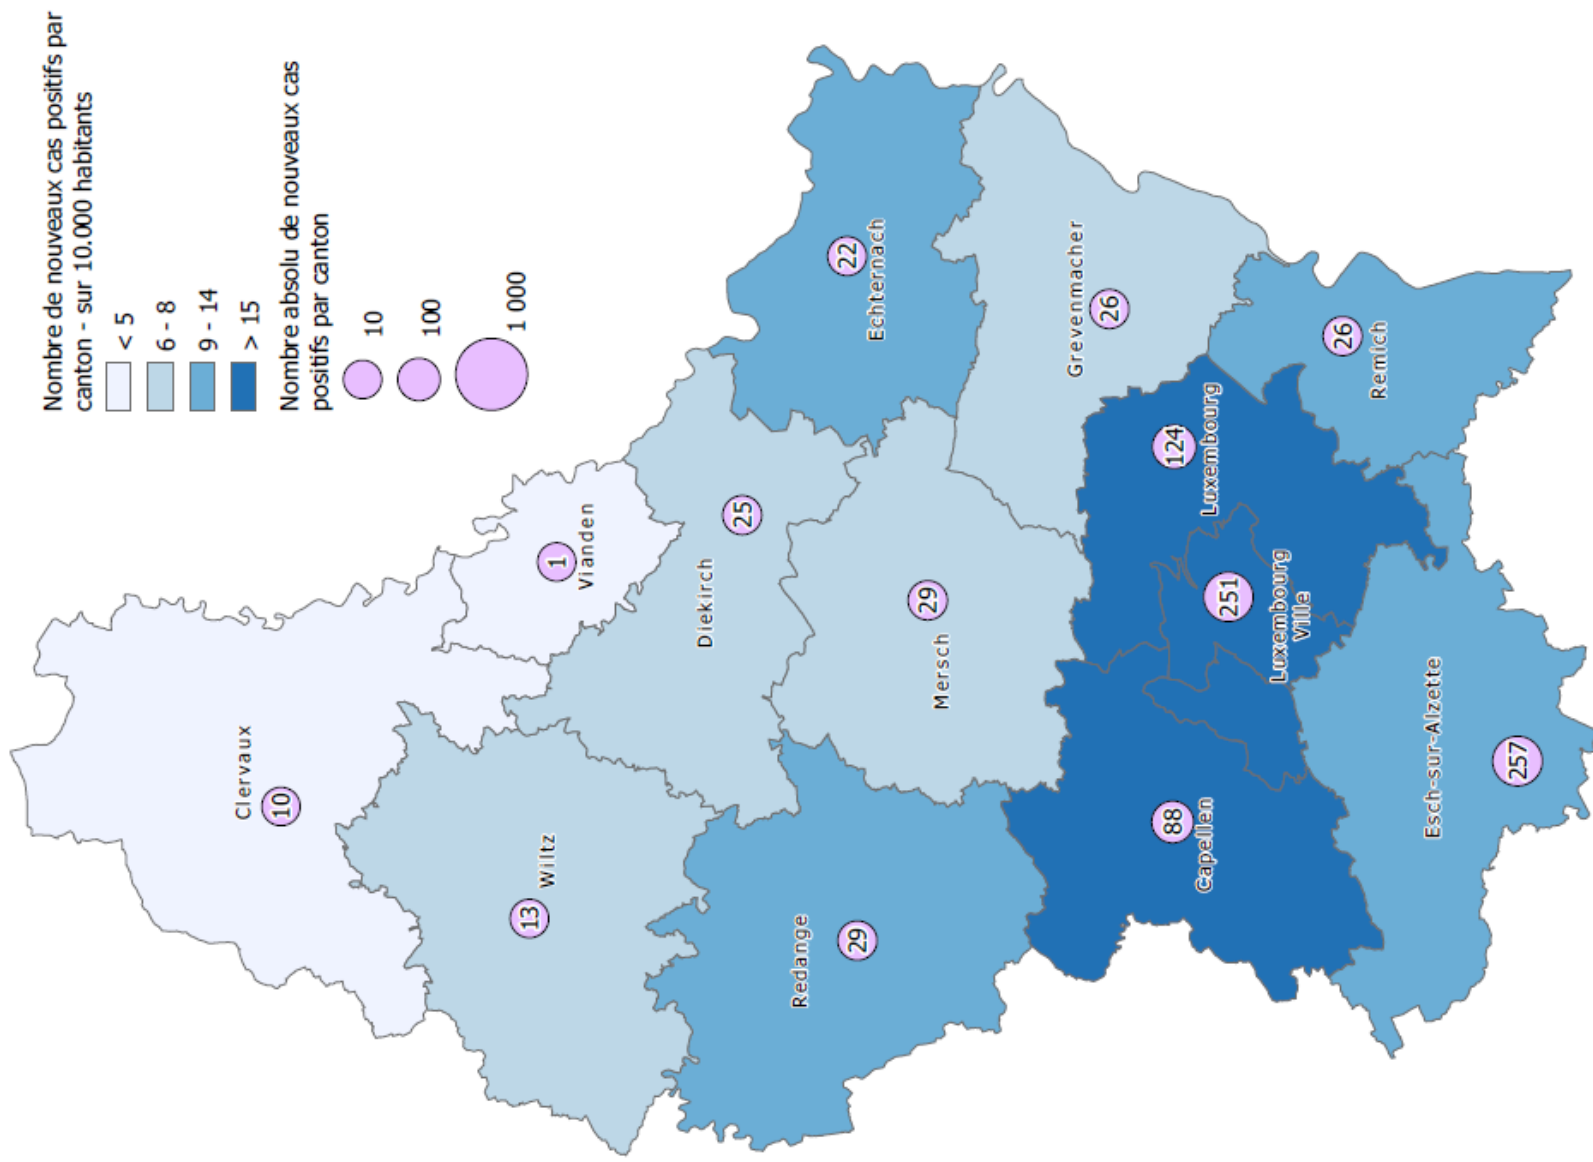 Nombre de nouveaux cas positifs par
canton - sur 10.000 habitants
< 5
6 - 8
9 - 14
> 15
Nombre absolu de nouveaux cas
positifs par canton
10
100
1 000
Clervaux
10
Wiltz
13
Vianden
1
Diekirch
25
Redange
29
Mersch
29
Echternach
22
Grevenmacher
26
Capellen
88
Luxembourg
Ville
251
Luxembourg
124
Remich
26
Esch-sur-Alzette
257